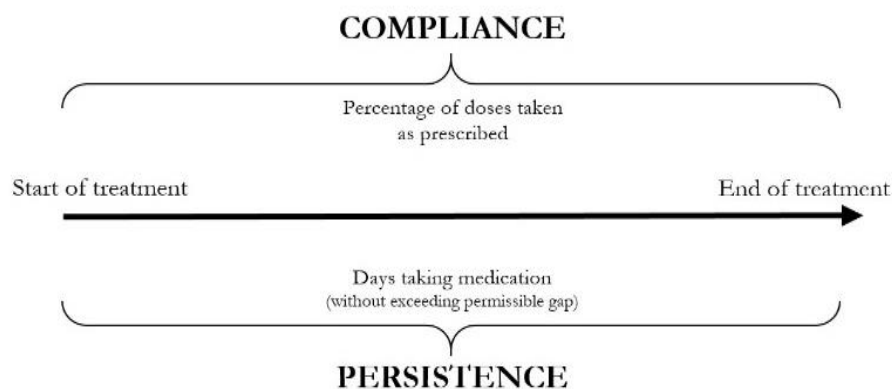 COMPLIANCE
Percentage of doses taken
as prescribed
Start of treatment
End of treatment
Days taking medication
(without exceeding permissible gap)
PERSISTENCE